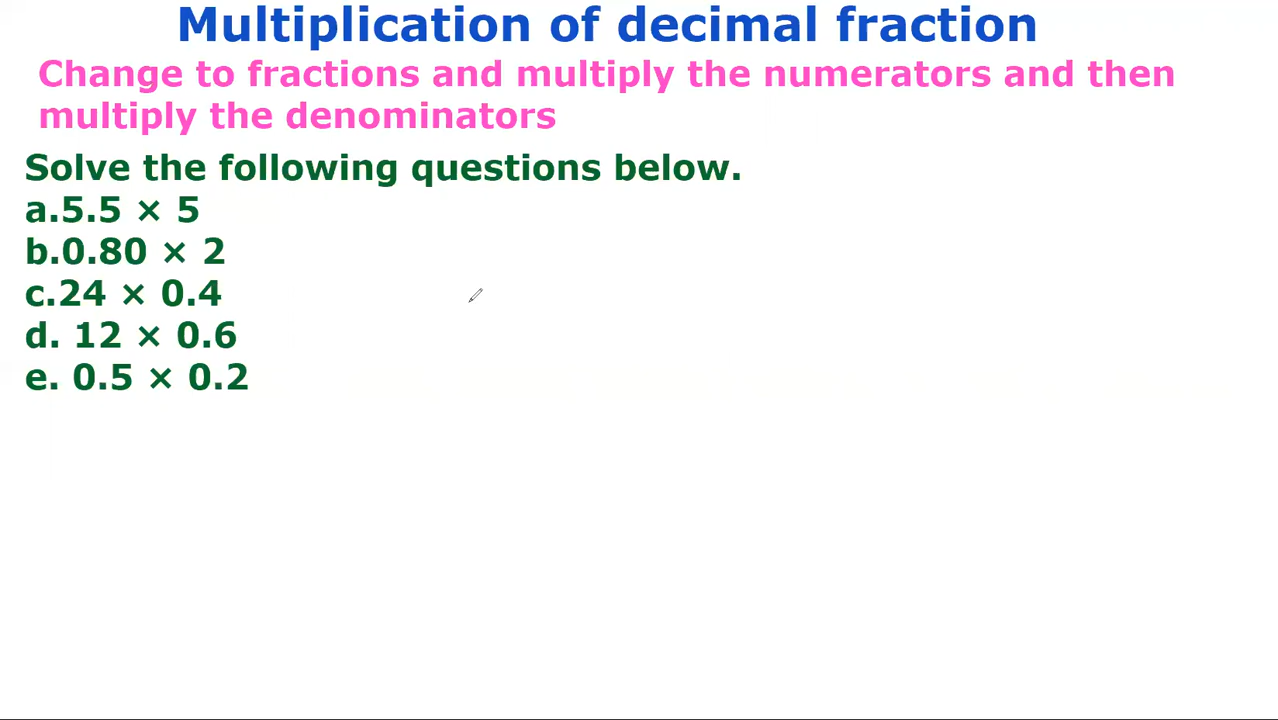 Multiplication of decimal fraction
Change to fractions and multiply the numerators and then
multiply the denominators
Solve the following questions below.
a.5.5 × 5
b.0.80 × 2
c.24 × 0.4
d. 12 × 0.6
e. 0.5 × 0.2